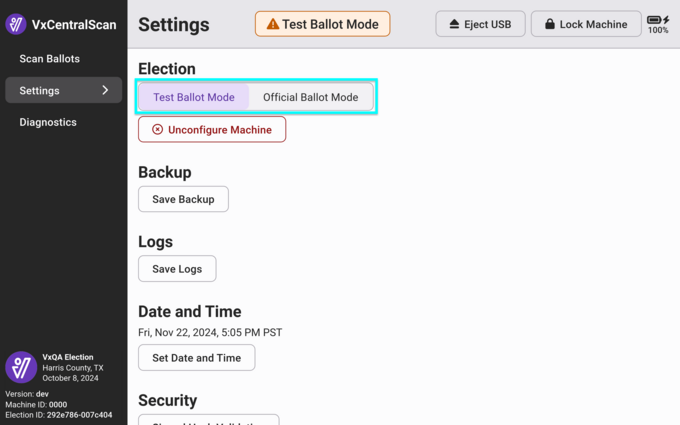 VxCentralScan
Scan Ballots
Settings
Diagnostics
VxQA Election
Harris County, TX
October 8, 2024
Version: dev
Machine ID: 0000
Election ID: 292e786-007c404
Settings
Test Ballot Mode
Eject USB
Lock Machine
100%
Election
Test Ballot Mode
Official Ballot Mode
Unconfigure Machine
Backup
Save Backup
Logs
Save Logs
Date and Time
Fri, Nov 22, 2024, 5:05 PM PST
Set Date and Time
Security